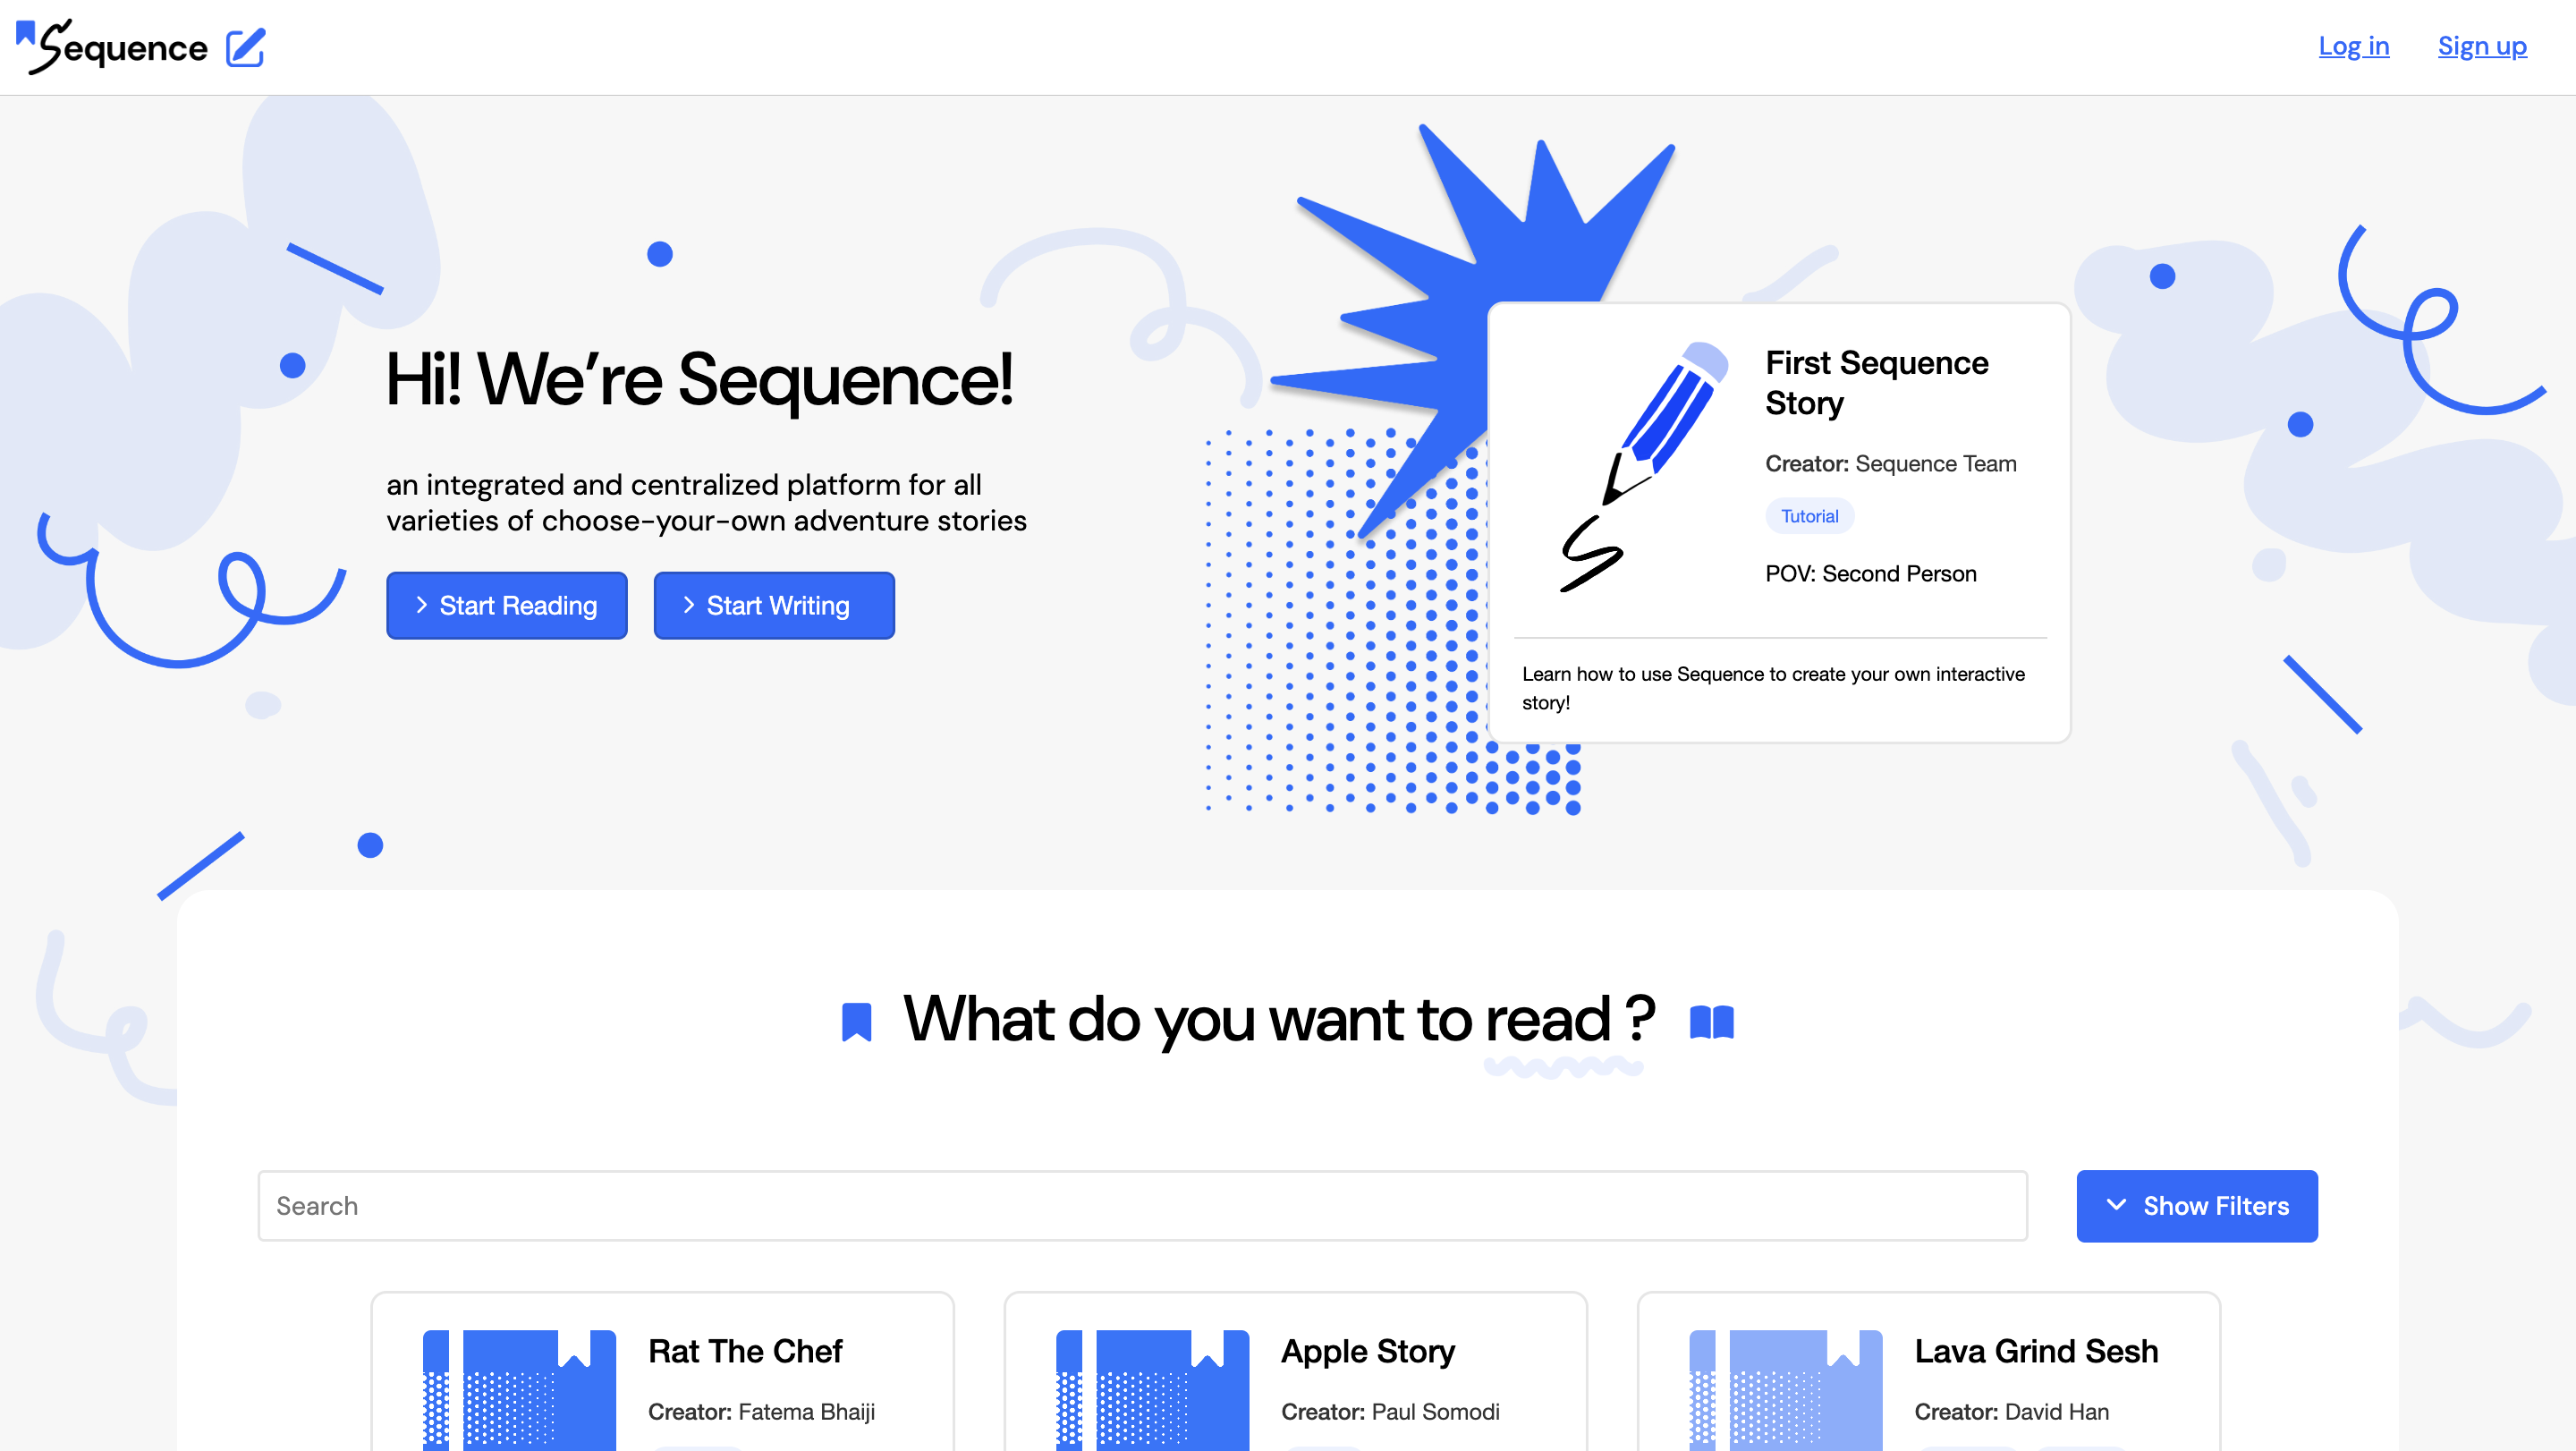 Sequence
Log in
Sign up
Hi! We’re Sequence!
an integrated and centralized platform for all
varieties of choose-your-own adventure stories
Start Reading
Start Writing
First Sequence
Story
Creator: Sequence Team
Tutorial
POV: Second Person
Learn how to use Sequence to create your own interactive
story!
What do you want to read ?
Search
Show Filters
Rat The Chef
Creator: Fatema Bhaiji
Apple Story
Creator: Paul Somodi
Lava Grind Sesh
Creator: David Han